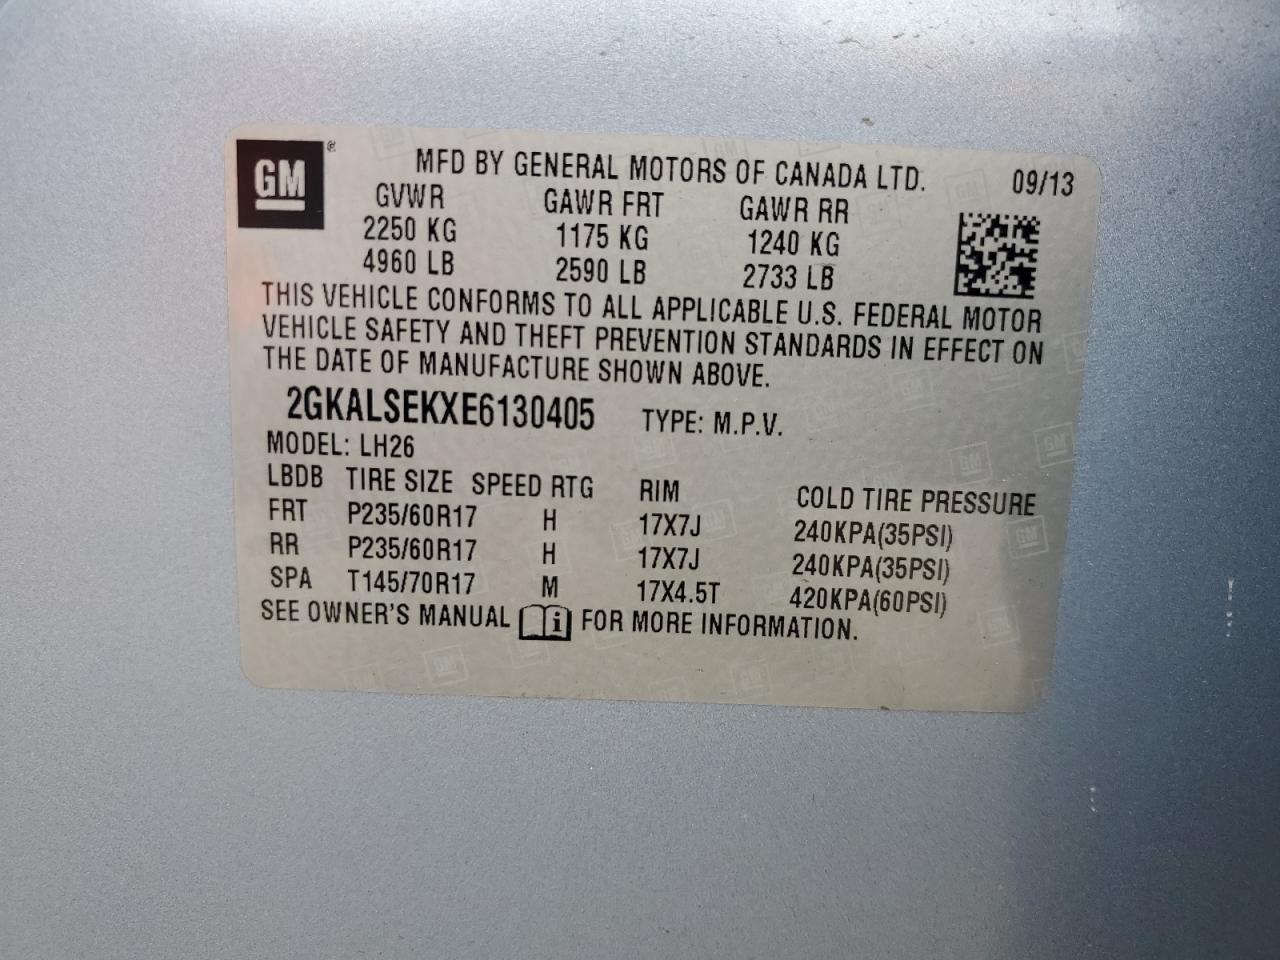 GM ®
MFD BY GENERAL MOTORS OF CANADA LTD. 09/13
GVWR GAWR FRT GAWR RR
2250 KG 1175 KG 1240 KG
4960 LB 2590 LB 2733 LB
THIS VEHICLE CONFORMS TO ALL APPLICABLE U.S. FEDERAL MOTOR
VEHICLE SAFETY AND THEFT PREVENTION STANDARDS IN EFFECT ON
THE DATE OF MANUFACTURE SHOWN ABOVE.
2GKALSEKXE6130405 TYPE: M.P.V.
MODEL: LH26
LBDB TIRE SIZE SPEED RTG RIM COLD TIRE PRESSURE
FRT P235/60R17 H 17X7J 240KPA(35PSI)
RR P235/60R17 H 17X7J 240KPA(35PSI)
SPA T145/70R17 M 17X4.5T 420KPA(60PSI)
SEE OWNER'S MANUAL i FOR MORE INFORMATION.